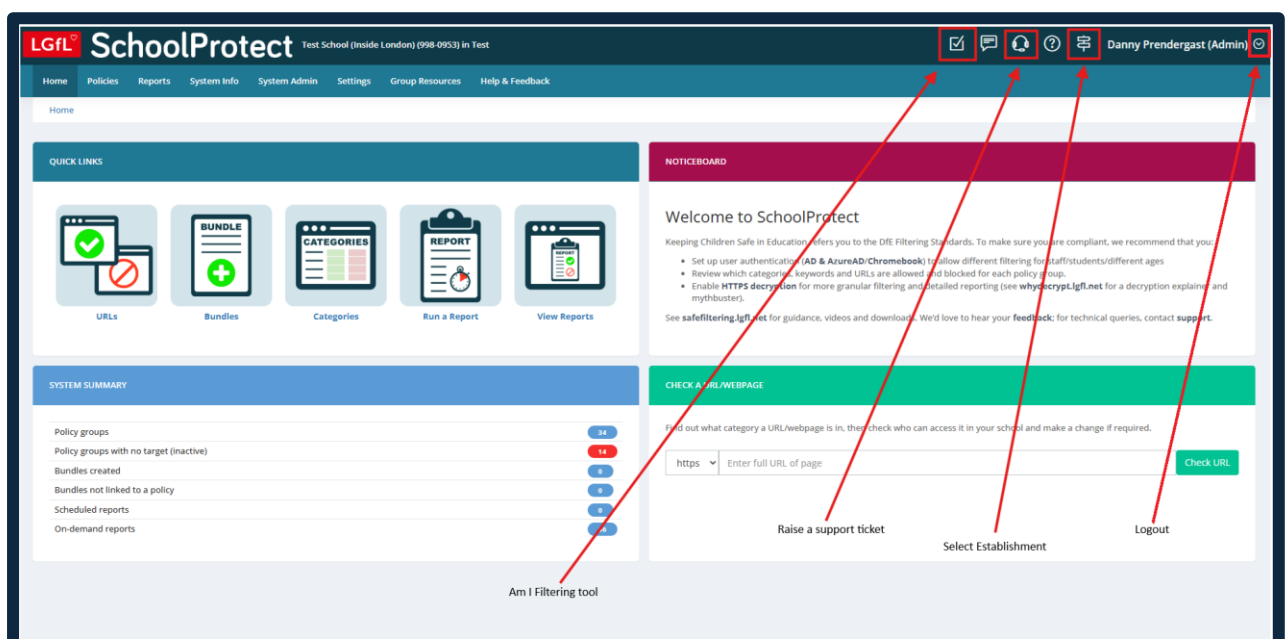 LGfL SchoolProtect Test School (Inside London) (998-0953) in Test
Danny Prendergast (Admin)
Home Policies Reports System Info System Admin Settings Group Resources Help & Feedback
Home
QUICK LINKS
BUNDLE
CATEGORIES
REPORT
REPORT
URLs Bundles Categories Run a Report View Reports
NOTICEBOARD
Welcome to SchoolProtect
Keeping Children Safe in Education refers you to the DfE Filtering Standards. To make sure you are compliant, we recommend that you:
Set up user authentication (AD & AzureAD/Chromebook) to allow different filtering for staff/students/different ages
Review which categories, keywords and URLs are allowed and blocked for each policy group.
Enable HTTPS decryption for more granular filtering and detailed reporting (see whydecrypt.lgfl.net for a decryption explainer and
mythbuster).
See safefiltering.lgfl.net for guidance, videos and downloads. We'd love to hear your feedback; for technical queries, contact support.
SYSTEM SUMMARY
Policy groups 34
Policy groups with no target (inactive) 14
Bundles created 0
Bundles not linked to a policy 0
Scheduled reports 0
On-demand reports
CHECK A URL/WEBPAGE
Find out what category a URL/webpage is in, then check who can access it in your school and make a change if required.
https Enter full URL of page Check URL
Raise a support ticket
Select Establishment
Logout
Am I Filtering tool